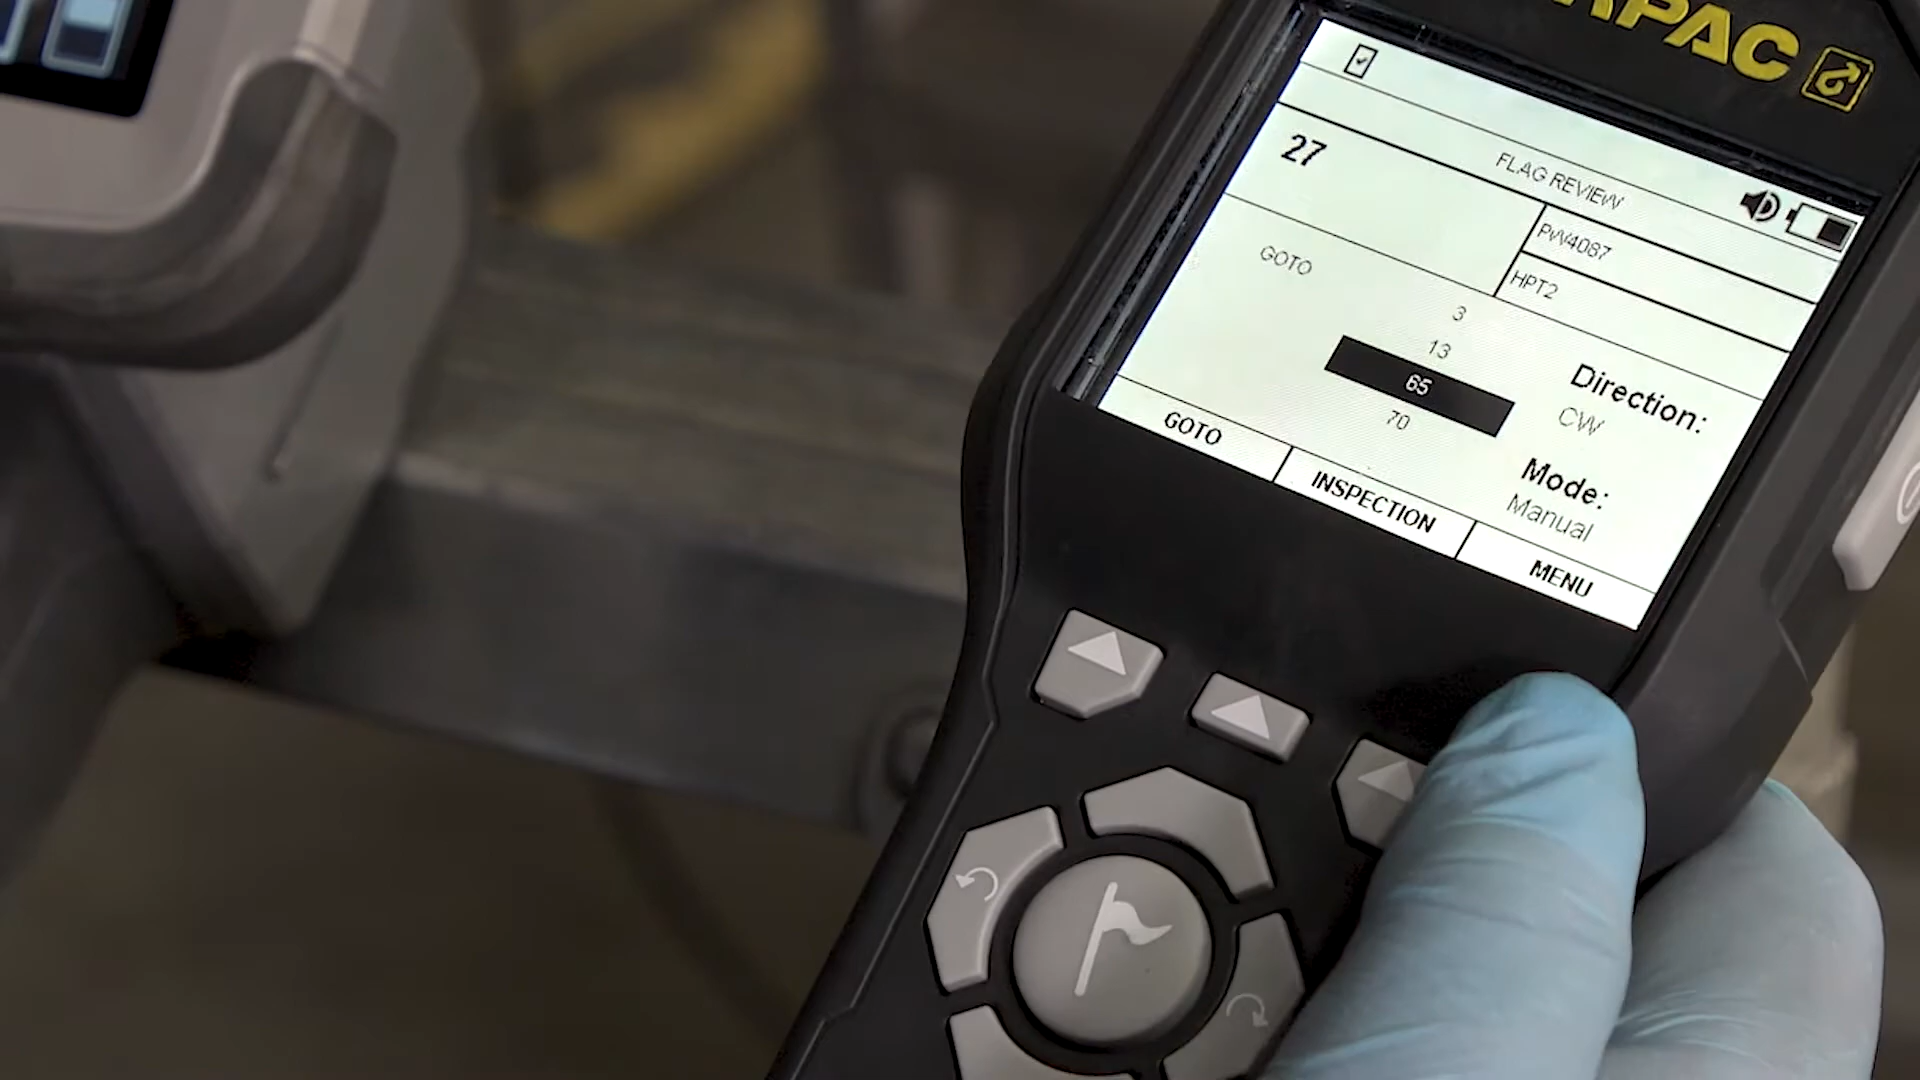 RPAC
FLAG REVIEW
27
PW4087
HPT2
GOTO
3
13
65
70
Direction:
CW
Mode:
Manual
GOTO
INSPECTION
MENU